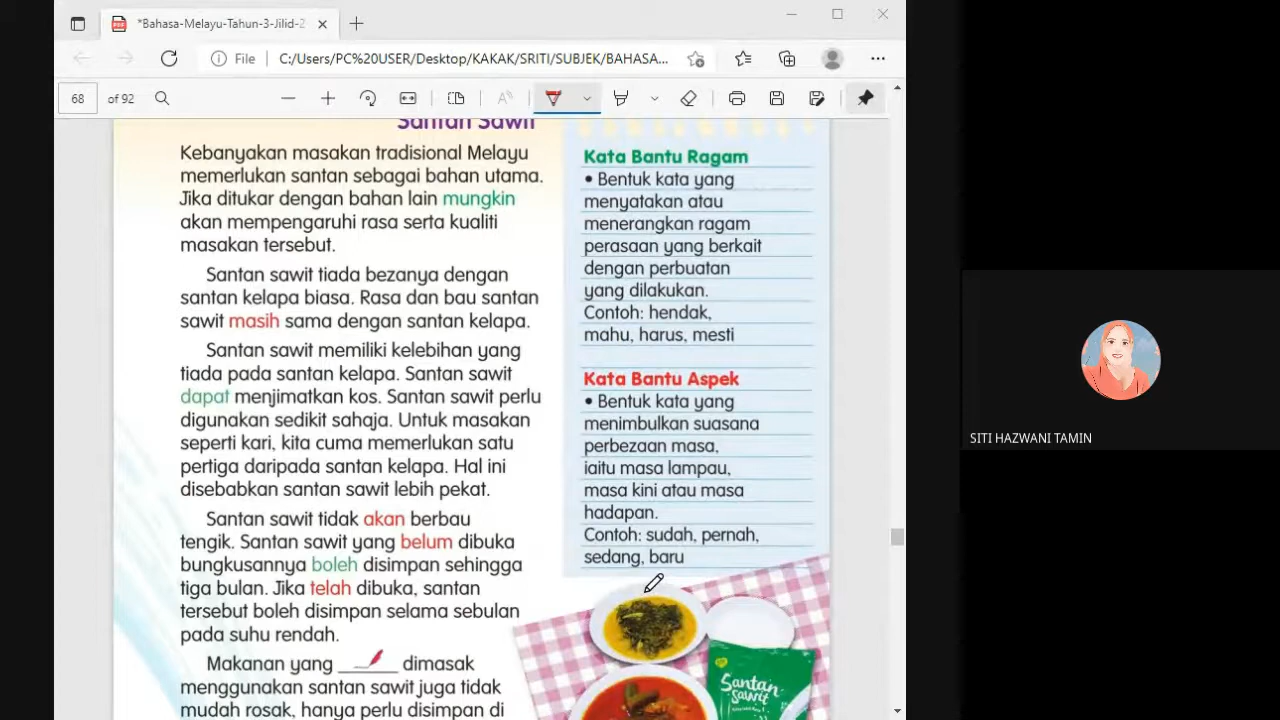 *Bahasa-Melayu-Tahun-3-Jilid-2
File
C:/Users/PC%20USER/Desktop/KAKAK/SRITI/SUBJEK/BAHASA...
68
of 92
Santan Sawit
Kebanyakan masakan tradisional Melayu
memerlukan santan sebagai bahan utama.
Jika ditukar dengan bahan lain mungkin
akan mempengaruhi rasa serta kualiti
masakan tersebut.
Santan sawit tiada bezanya dengan
santan kelapa biasa. Rasa dan bau santan
sawit masih sama dengan santan kelapa.
Santan sawit memiliki kelebihan yang
tiada pada santan kelapa. Santan sawit
dapat menjimatkan kos. Santan sawit perlu
digunakan sedikit sahaja. Untuk masakan
seperti kari, kita cuma memerlukan satu
pertiga daripada santan kelapa. Hal ini
disebabkan santan sawit lebih pekat.
Santan sawit tidak akan berbau
tengik. Santan sawit yang belum dibuka
bungkusannya boleh disimpan sehingga
tiga bulan. Jika telah dibuka, santan
tersebut boleh disimpan selama sebulan
pada suhu rendah.
Makanan yang ______ dimasak
menggunakan santan sawit juga tidak
mudah rosak, hanya perlu disimpan di
Kata Bantu Ragam
• Bentuk kata yang
menyatakan atau
menerangkan ragam
perasaan yang berkait
dengan perbuatan
yang dilakukan.
Contoh: hendak,
mahu, harus, mesti
Kata Bantu Aspek
• Bentuk kata yang
menimbulkan suasana
perbezaan masa,
iaitu masa lampau,
masa kini atau masa
hadapan.
Contoh: sudah, pernah,
sedang, baru
Santan
Sawit
SITI HAZWANI TAMIN